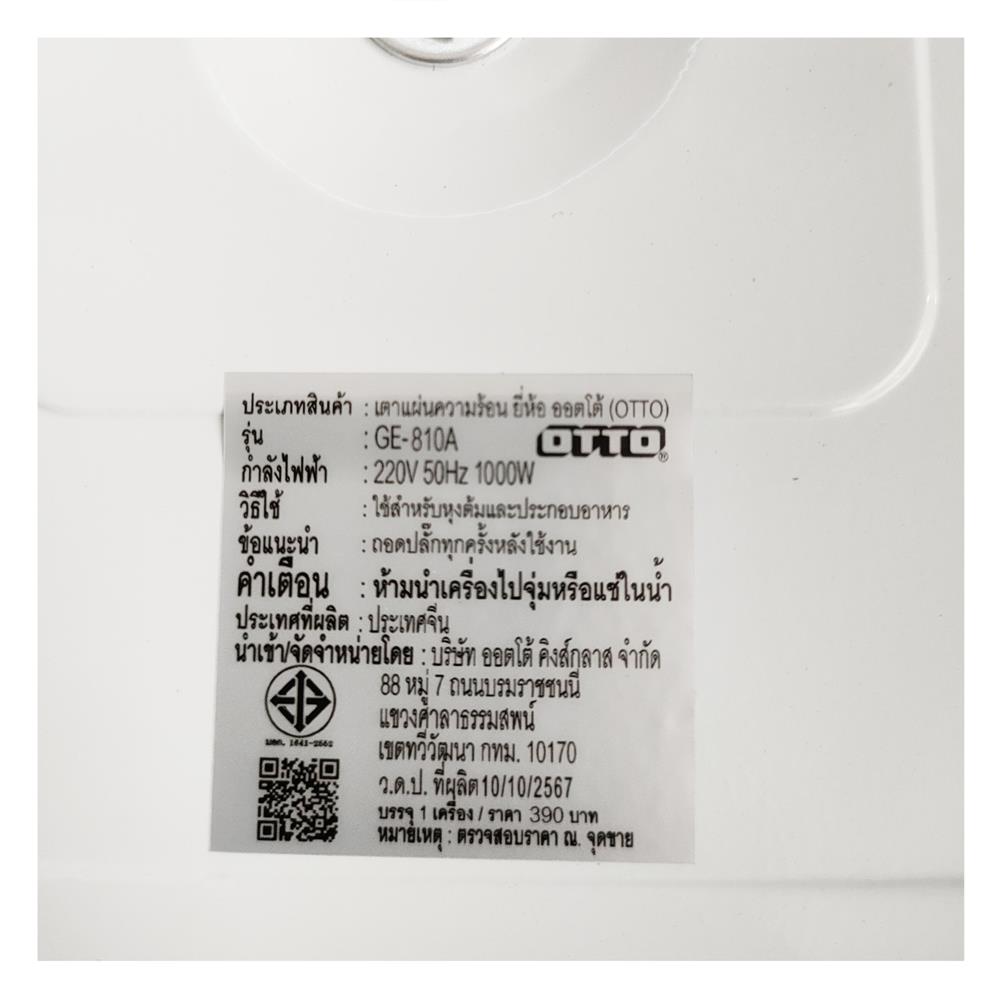 ประเภทสินค้า : เตาแผ่นความร้อน ยี่ห้อ ออตโต้ (OTTO)
รุ่น : GE-810A OTTO®
กำลังไฟฟ้า : 220V 50Hz 1000W
วิธีใช้ : ใช้สำหรับหุงต้มและประกอบอาหาร
ข้อแนะนำ : ถอดปลั๊กทุกครั้งหลังใช้งาน
คำเตือน : ห้ามนำเครื่องไปจุ่มหรือแช่ในน้ำ
ประเทศที่ผลิต : ประเทศจีน
นำเข้า/จัดจำหน่ายโดย : บริษัท ออตโต้ คิงส์กลาส จำกัด
88 หมู่ 7 ถนนบรมราชชนนี
แขวงศาลาธรรมสพน์
เขตทวีวัฒนา กทม. 10170
มอก. 1641-2552
ว.ด.ป. ที่ผลิต10/10/2567
บรรจุ 1 เครื่อง / ราคา 390 บาท
หมายเหตุ : ตรวจสอบราคา ณ. จุดขาย